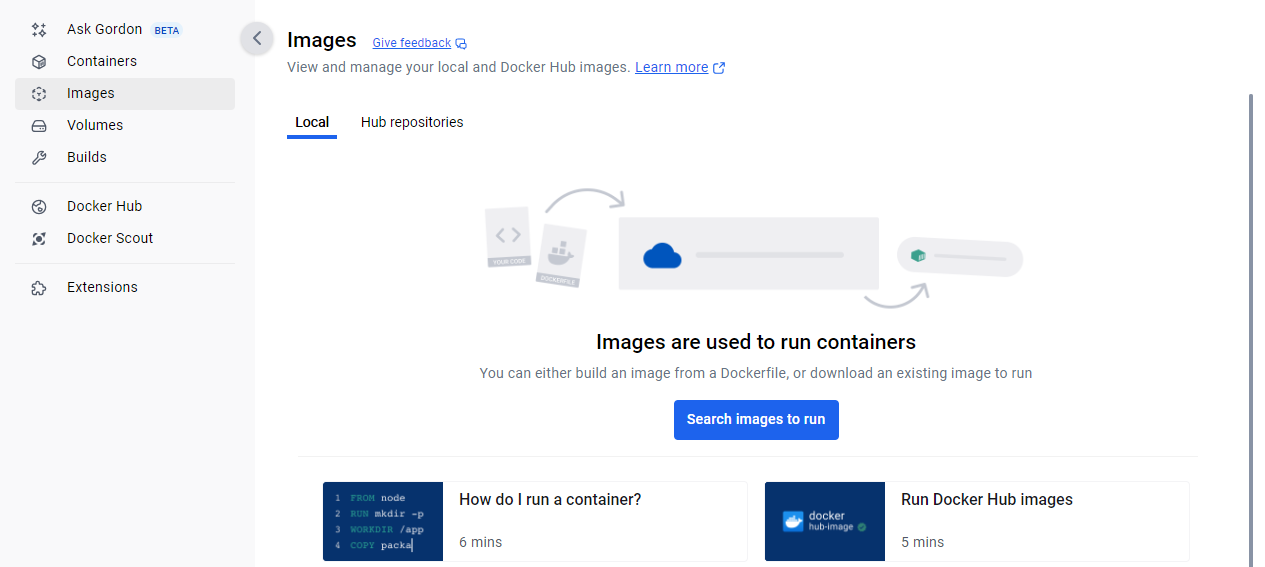 Ask Gordon BETA
Containers
Images
Volumes
Builds
Docker Hub
Docker Scout
Extensions
Images Give feedback
View and manage your local and Docker Hub images. Learn more
Local Hub repositories
YOUR CODE
DOCKERFILE
Images are used to run containers
You can either build an image from a Dockerfile, or download an existing image to run
Search images to run
1 FROM node
2 RUN mkdir -p
3 WORKDIR /app
4 COPY packa
How do I run a container?
6 mins
docker
hub-image
Run Docker Hub images
5 mins